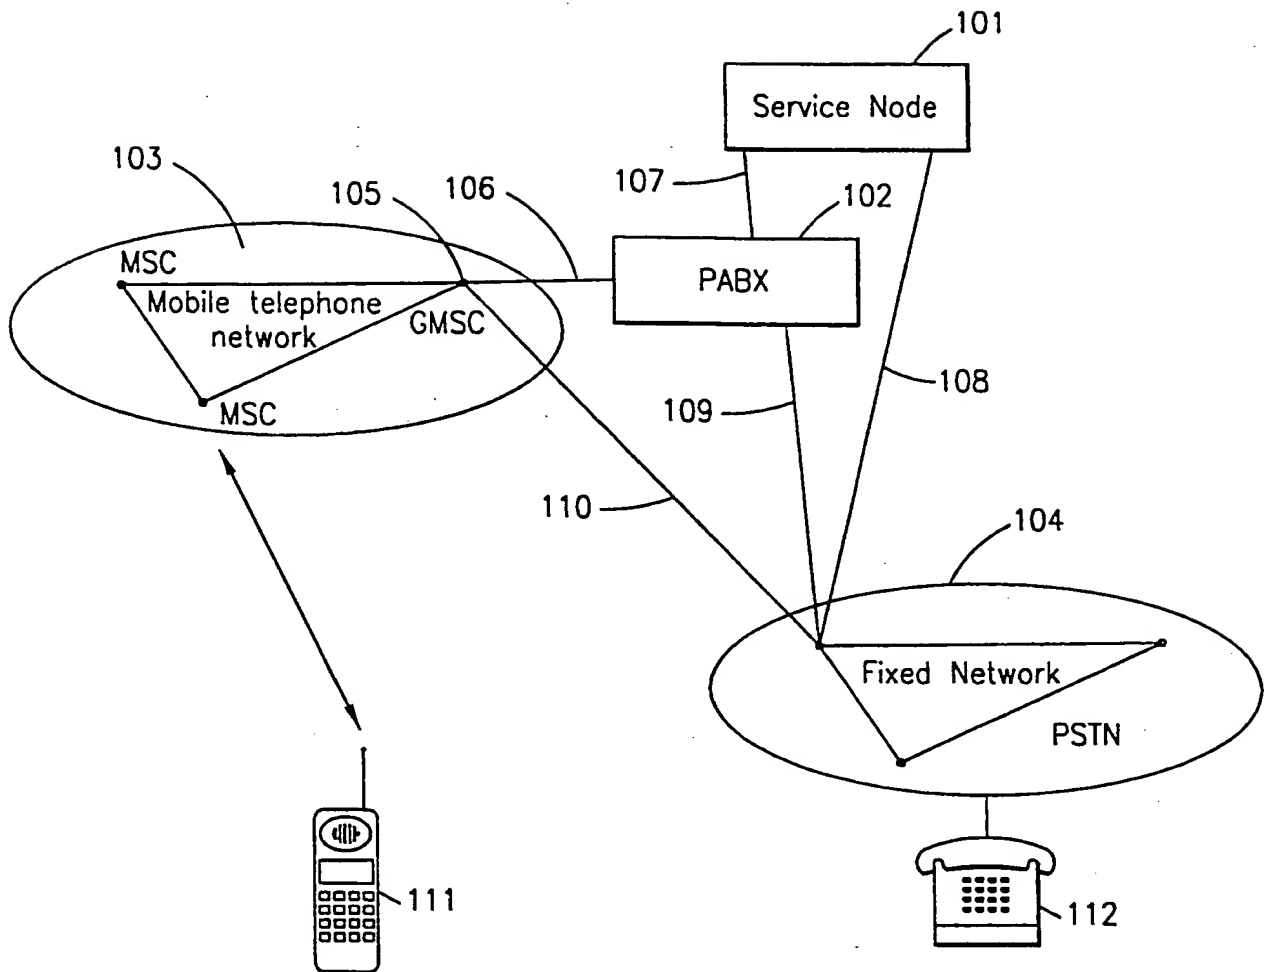 101
Service Node
103
105
106
107
102
MSC
Mobile telephone
network
GMSC
PABX
MSC
109
108
110
104
Fixed Network
PSTN
111
112